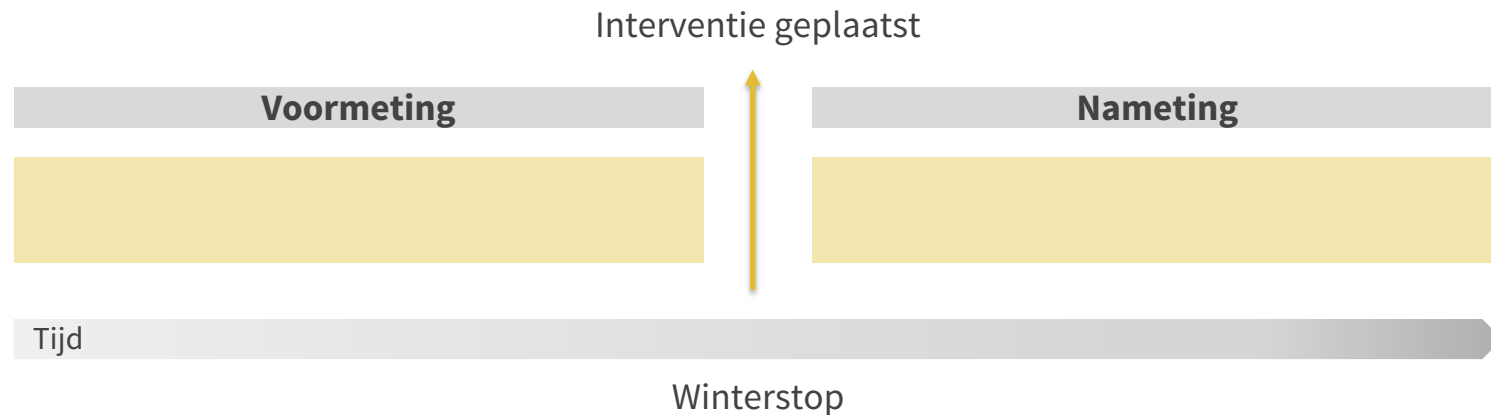 Interventie geplaatst
Voormeting
Nameting
Tijd
Winterstop